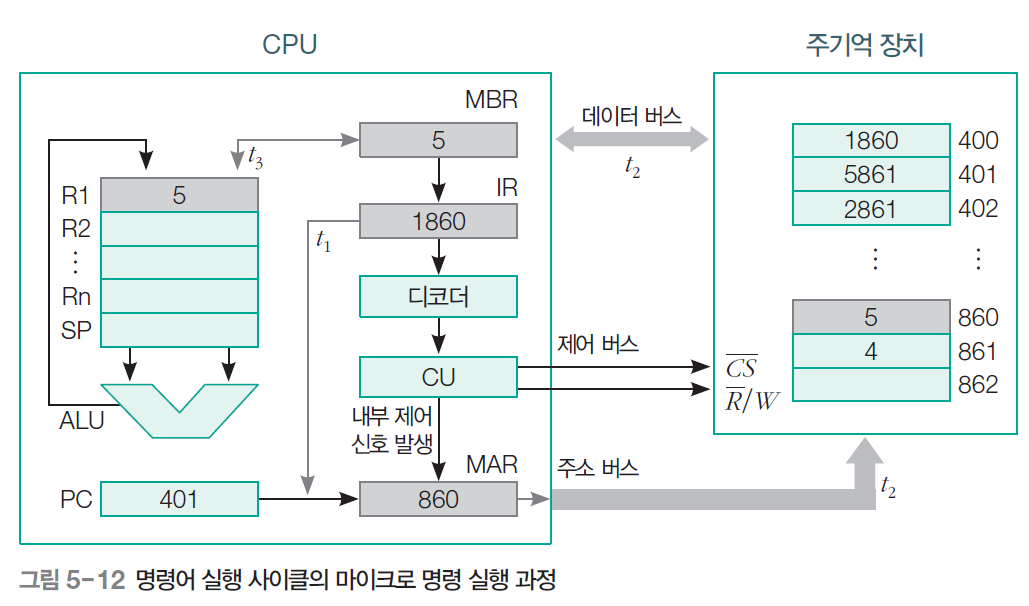 CPU
주기억 장치
MBR
데이터 버스
5
1860 400
t3
t2
5861 401
IR
R1 5
1860
2861 402
R2
t1
⋮
⋮ ⋮
Rn
디코더
5 860
SP
제어 버스
4 861
CS
CU
862
R/W
ALU
내부 제어
신호 발생
MAR
주소 버스
PC 401
860
t2
그림 5-12 명령어 실행 사이클의 마이크로 명령 실행 과정